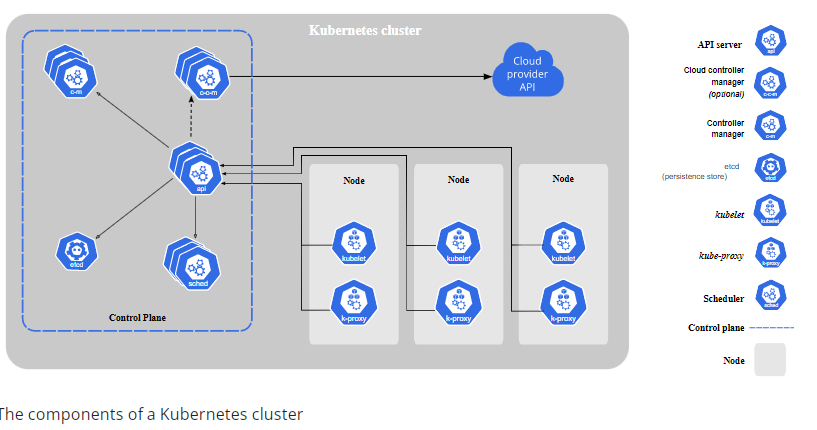 Kubernetes cluster
c-m
c-c-m
Cloud
provider
API
api
etcd
sched
Control Plane
Node
Node
Node
kubelet
kubelet
kubelet
k-proxy
k-proxy
k-proxy
API server
api
Cloud controller
manager
(optional)
c-c-m
Controller
manager
c-m
etcd
(persistence store)
etcd
kubelet
kubelet
kube-proxy
k-proxy
Scheduler
sched
Control plane
Node
The components of a Kubernetes cluster